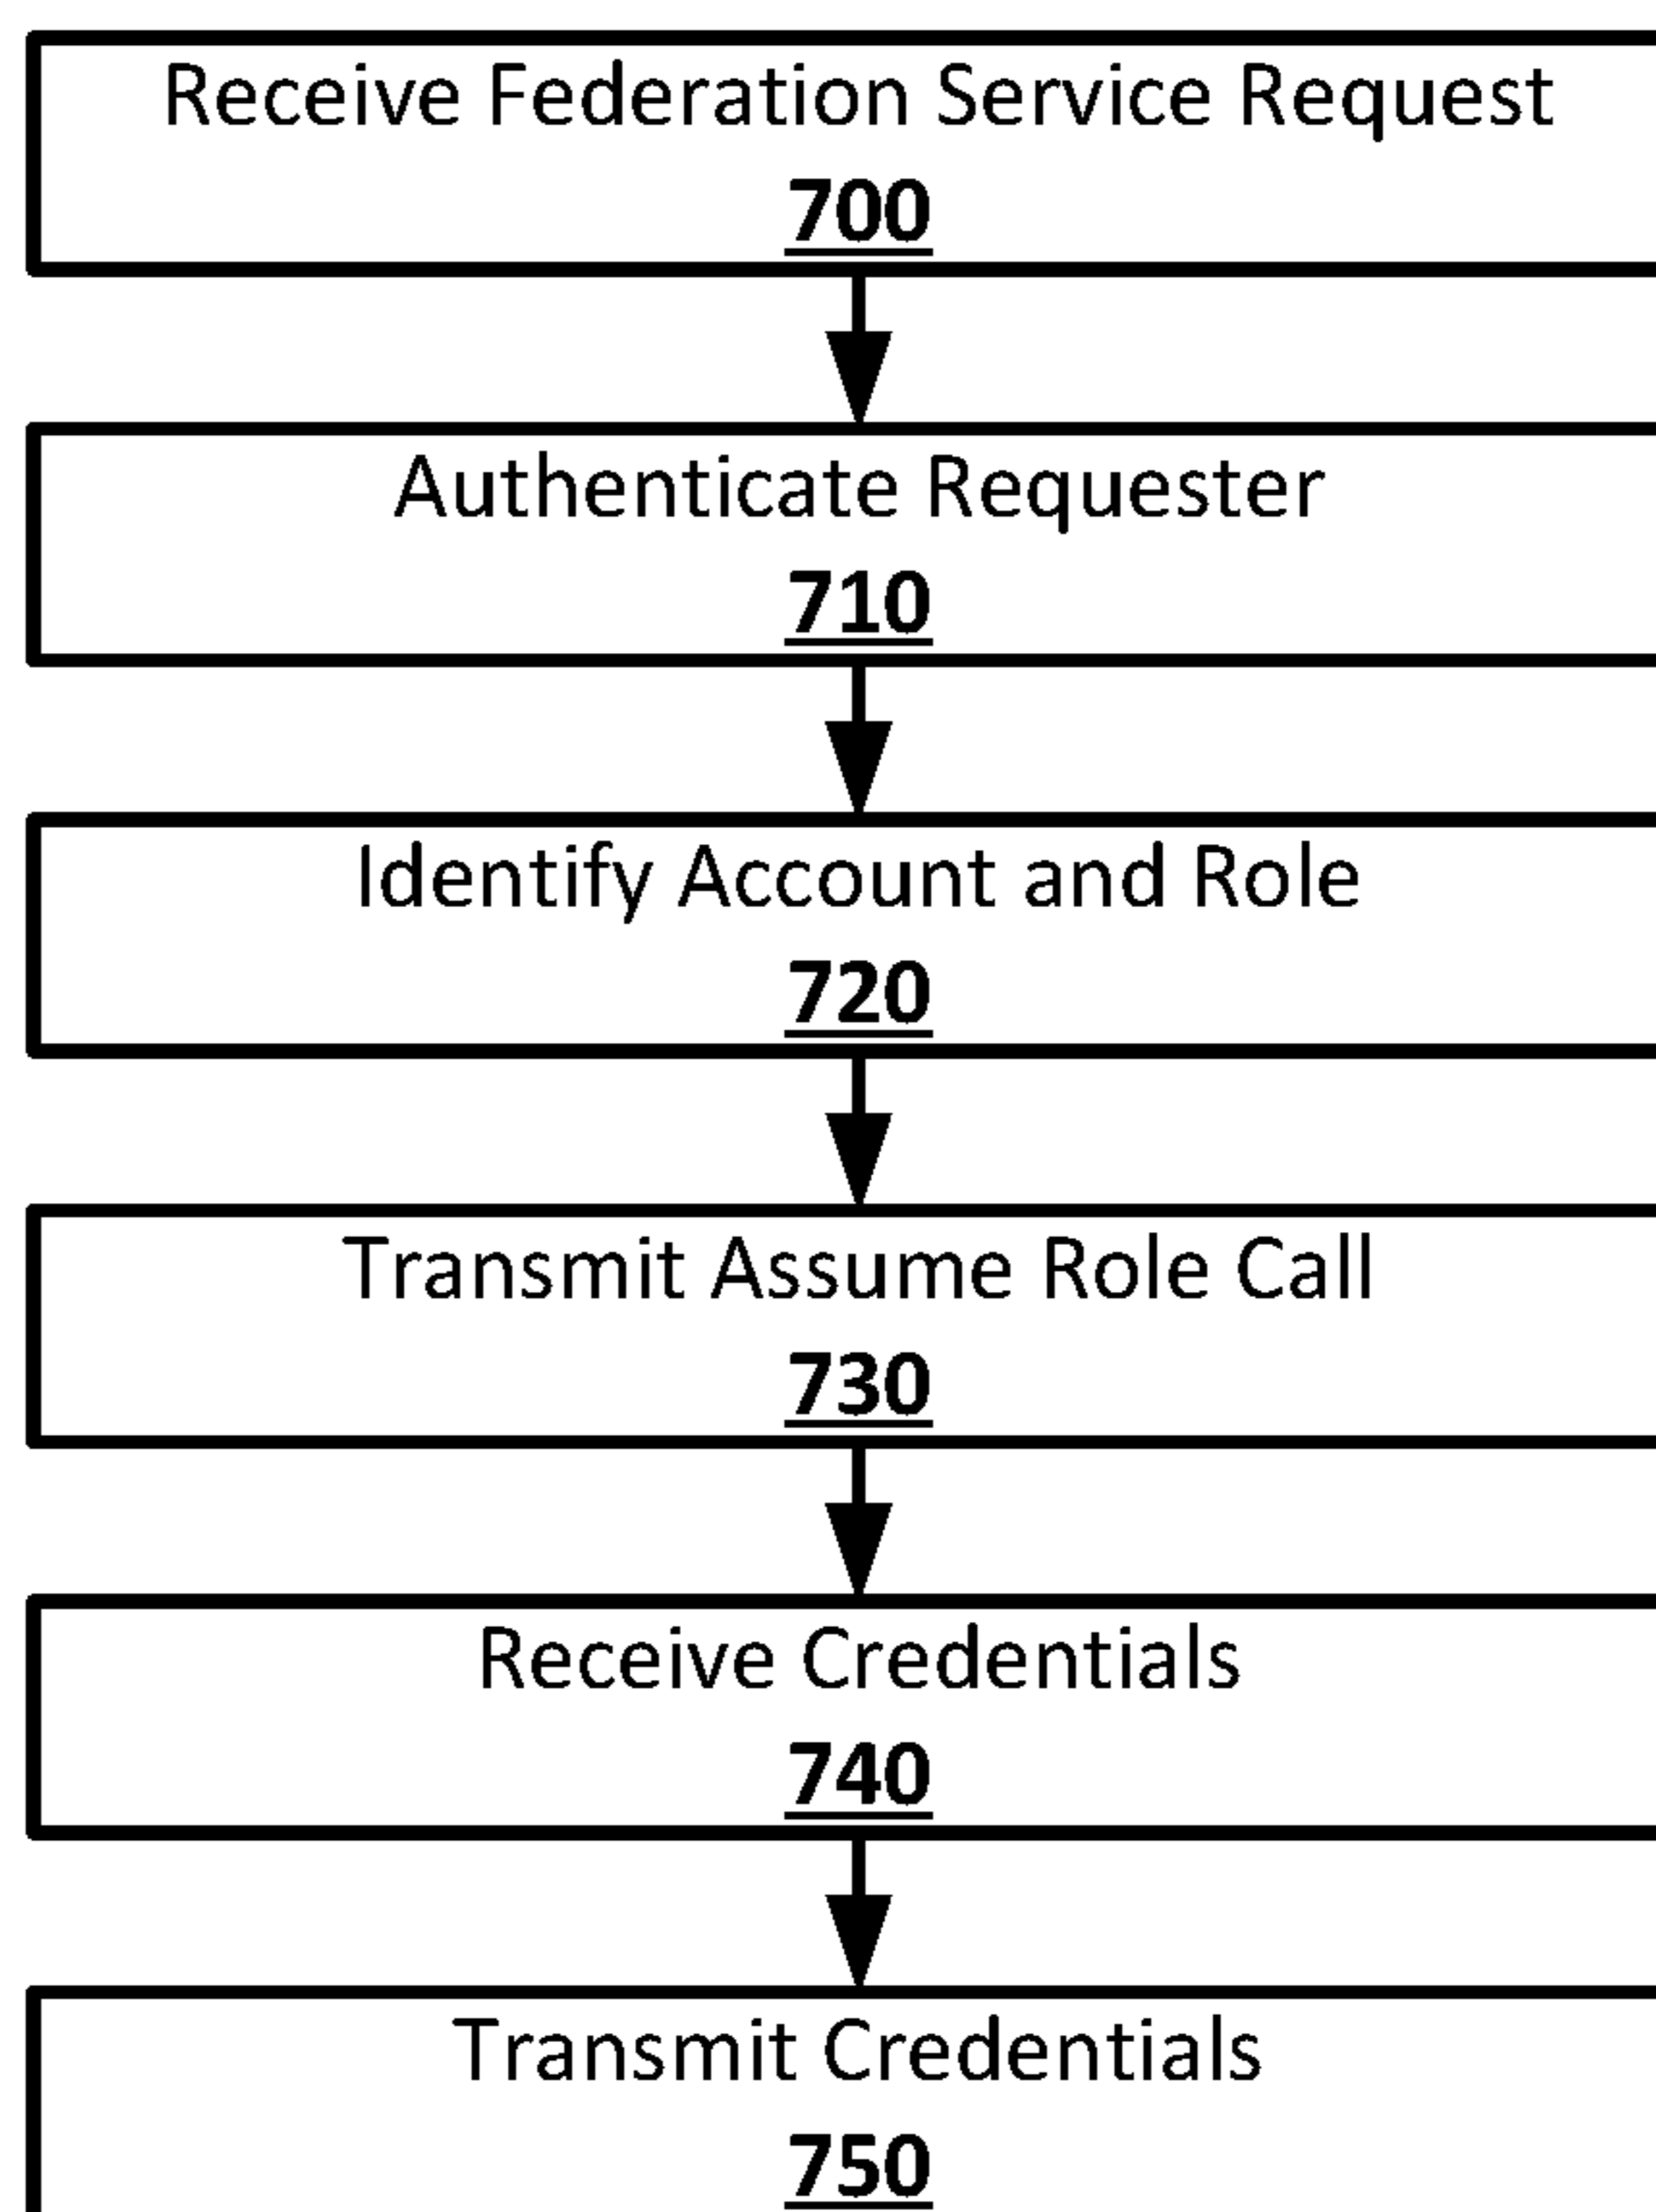 Receive Federation Service Request
700
Authenticate Requester
710
Identify Account and Role
720
Transmit Assume Role Call
730
Receive Credentials
740
Transmit Credentials
750